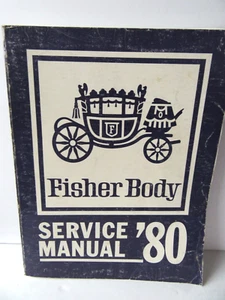 Fisher Body
SERVICE
MANUAL '80